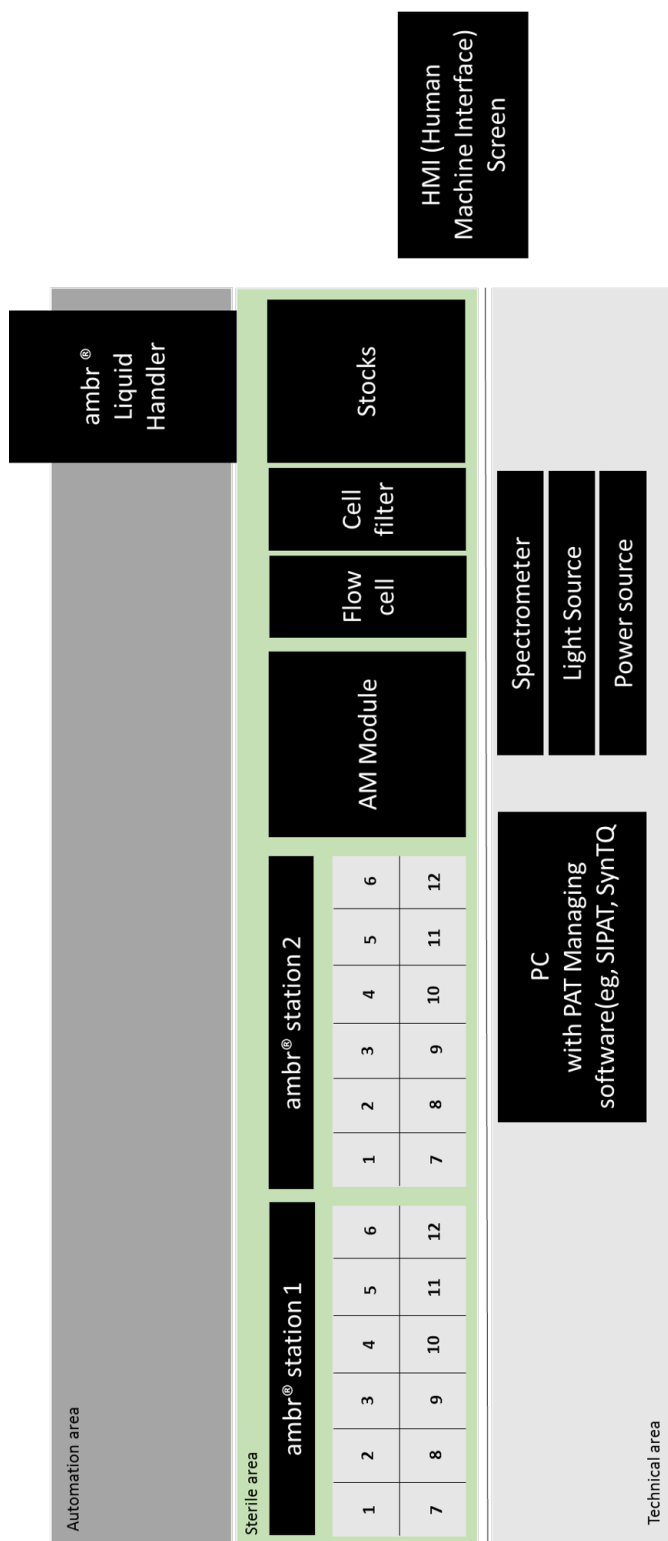 Automation area
ambr ®
Liquid
Handler
Sterile area
ambr® station 1
1 2 3 4 5 6
7 8 9 10 11 12
ambr® station 2
1 2 3 4 5 6
7 8 9 10 11 12
AM Module
Flow
cell
Cell
filter
Stocks
HMI (Human
Machine Interface)
Screen
PC
with PAT Managing
software(eg, SIPAT, SynTQ
Spectrometer
Light Source
Power source
Technical area